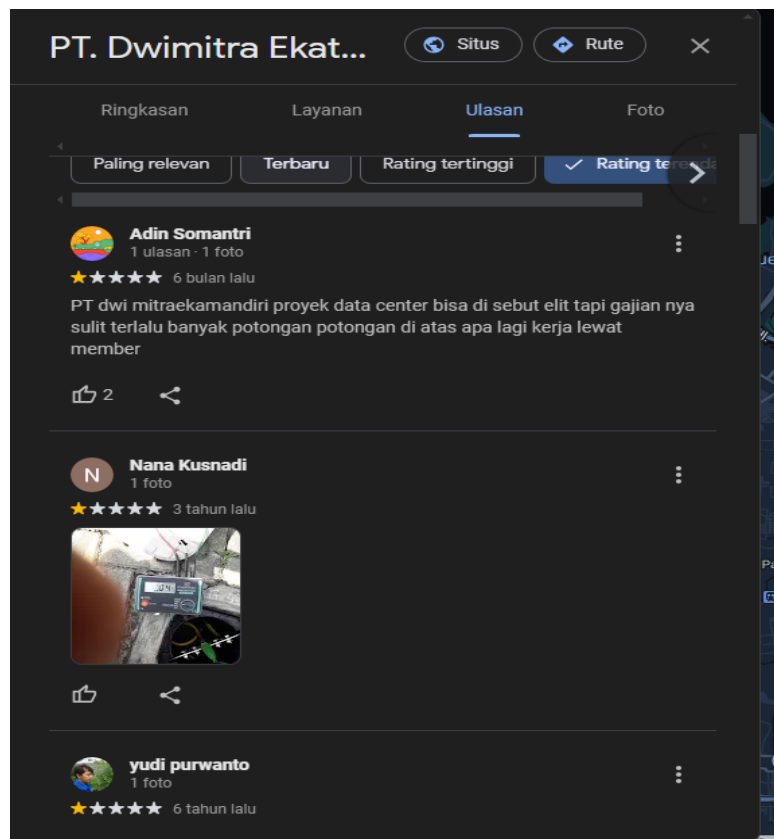 PT. Dwimitra Ekat...
Situs
Rute
Ringkasan
Layanan
Ulasan
Foto
Paling relevan
Terbaru
Rating tertinggi
Rating terenda
Adin Somantri
1 ulasan · 1 foto
6 bulan lalu
PT dwi mitraekamandiri proyek data center bisa di sebut elit tapi gajian nya
sulit terlalu banyak potongan potongan di atas apa lagi kerja lewat
member
2
N
Nana Kusnadi
1 foto
3 tahun lalu
yudi purwanto
1 foto
6 tahun lalu